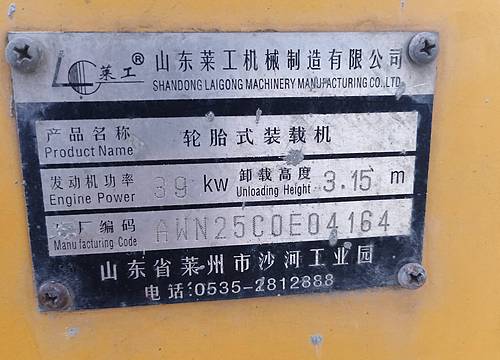 莱工® 山东莱工机械制造有限公司
SHANDONG LAIGONG MACHINERY MANUFACTURING CO.,LTD.
产品名称 轮胎式装载机
Product Name
发动机功率 39 kw 卸载高度 3.15 m
Engine Power Unloading Height
厂编码 AWN25C0E04164
Manufacturing Code
山东省莱州市沙河工业园
电话:0535-2812888